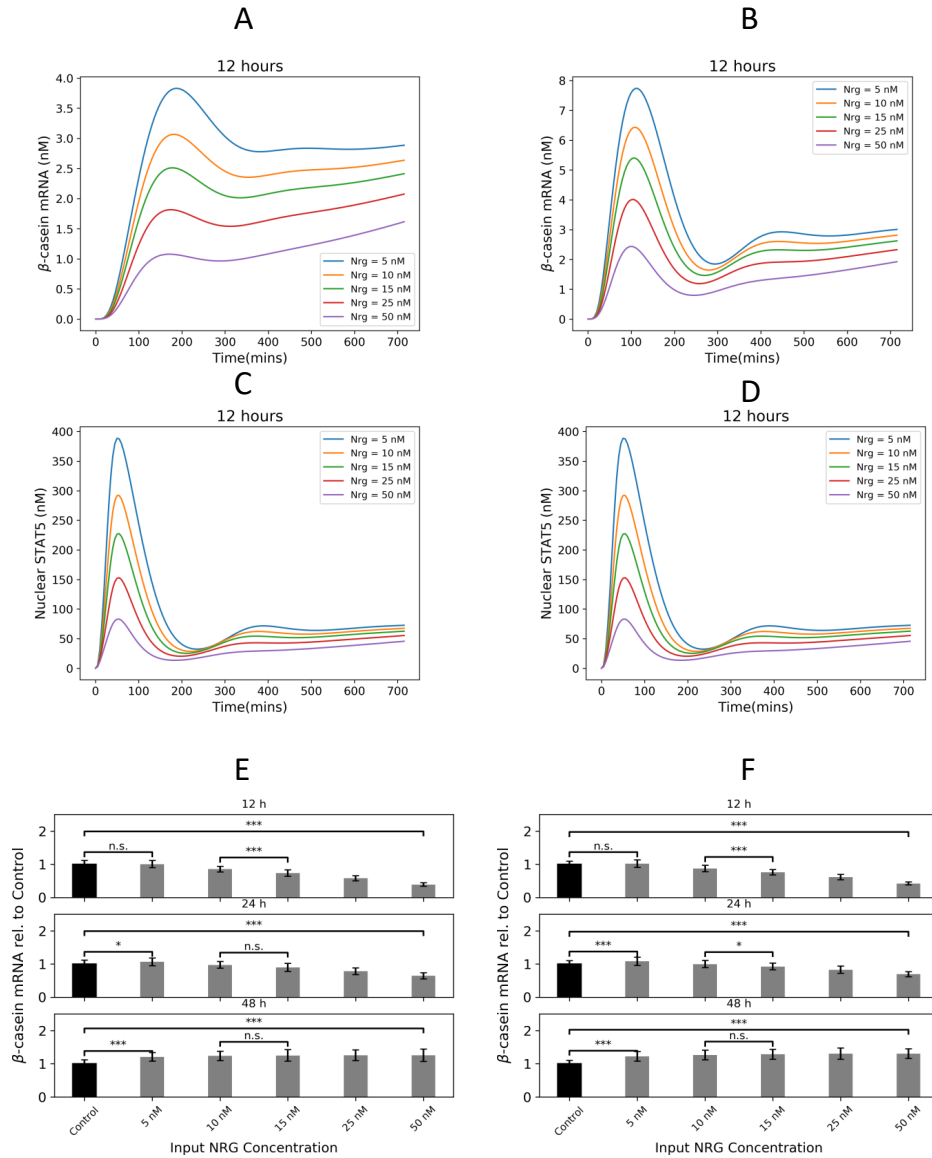 A
12 hours
β-casein mRNA (nM)
4.0
3.5
3.0
2.5
2.0
1.5
1.0
0.5
0.0
Nrg = 5 nM
Nrg = 10 nM
Nrg = 15 nM
Nrg = 25 nM
Nrg = 50 nM
0 100 200 300 400 500 600 700
Time(mins)
B
12 hours
β-casein mRNA (nM)
8
7
6
5
4
3
2
1
0
Nrg = 5 nM
Nrg = 10 nM
Nrg = 15 nM
Nrg = 25 nM
Nrg = 50 nM
0 100 200 300 400 500 600 700
Time(mins)
C
12 hours
Nuclear STAT5 (nM)
400
350
300
250
200
150
100
50
0
Nrg = 5 nM
Nrg = 10 nM
Nrg = 15 nM
Nrg = 25 nM
Nrg = 50 nM
0 100 200 300 400 500 600 700
Time(mins)
D
12 hours
Nuclear STAT5 (nM)
400
350
300
250
200
150
100
50
0
Nrg = 5 nM
Nrg = 10 nM
Nrg = 15 nM
Nrg = 25 nM
Nrg = 50 nM
0 100 200 300 400 500 600 700
Time(mins)
E
β-casein mRNA rel. to Control
12 h
2
1
0
***
n.s.
***
24 h
2
1
0
***
*
n.s.
48 h
2
1
0
***
***
n.s.
Control 5 nM 10 nM 15 nM 25 nM 50 nM
Input NRG Concentration
F
β-casein mRNA rel. to Control
12 h
2
1
0
***
n.s.
***
24 h
2
1
0
***
***
*
48 h
2
1
0
***
***
n.s.
Control 5 nM 10 nM 15 nM 25 nM 50 nM
Input NRG Concentration